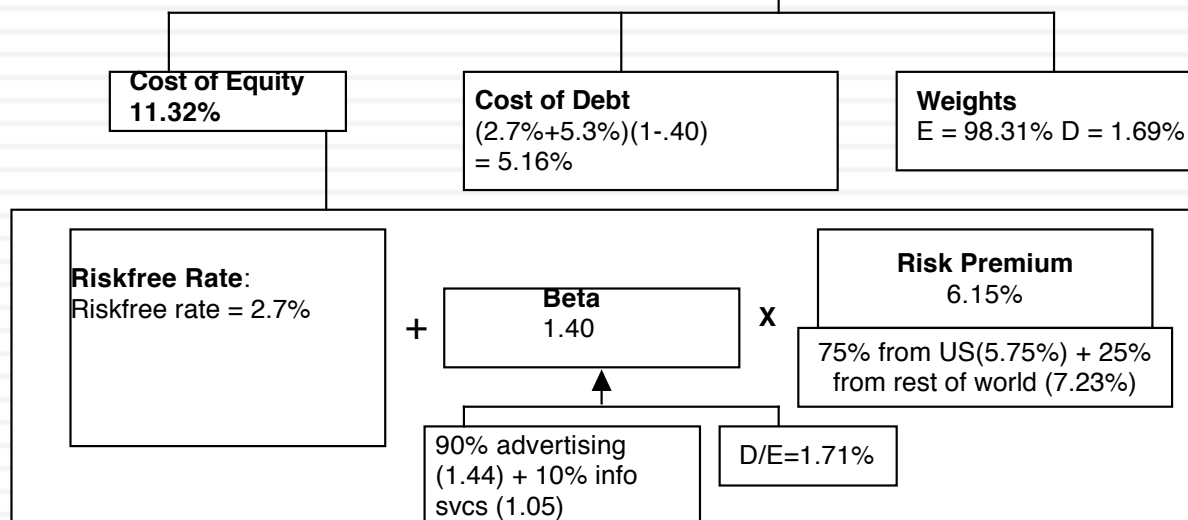 Cost of Equity
11.32%
Cost of Debt
(2.7%+5.3%)(1-.40)
= 5.16%
Weights
E = 98.31% D = 1.69%
Riskfree Rate:
Riskfree rate = 2.7%
+
Beta
1.40
X
Risk Premium
6.15%
75% from US(5.75%) + 25%
from rest of world (7.23%)
90% advertising
(1.44) + 10% info
svcs (1.05)
D/E=1.71%